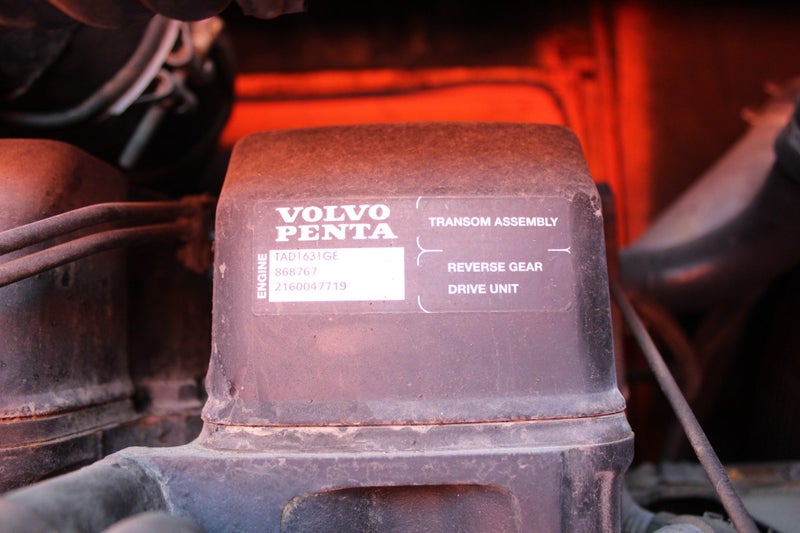 VOLVO
PENTA
ENGINE
TAD1631GE
868767
2160047719
TRANSOM ASSEMBLY
REVERSE GEAR
DRIVE UNIT